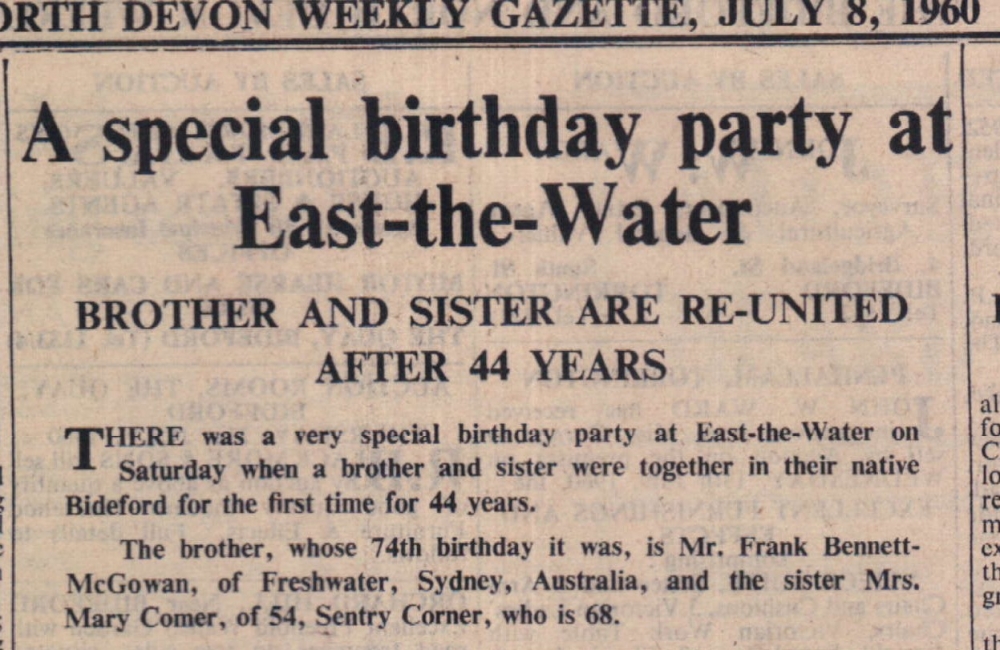 ORTH DEVON WEEKLY GAZETTE, JULY 8, 1960
A special birthday party at
East-the-Water
BROTHER AND SISTER ARE RE-UNITED
AFTER 44 YEARS
THERE was a very special birthday party at East-the-Water on
Saturday when a brother and sister were together in their native
Bideford for the first time for 44 years.
The brother, whose 74th birthday it was, is Mr. Frank Bennett-
McGowan, of Freshwater, Sydney, Australia, and the sister Mrs.
Mary Comer, of 54, Sentry Corner, who is 68.